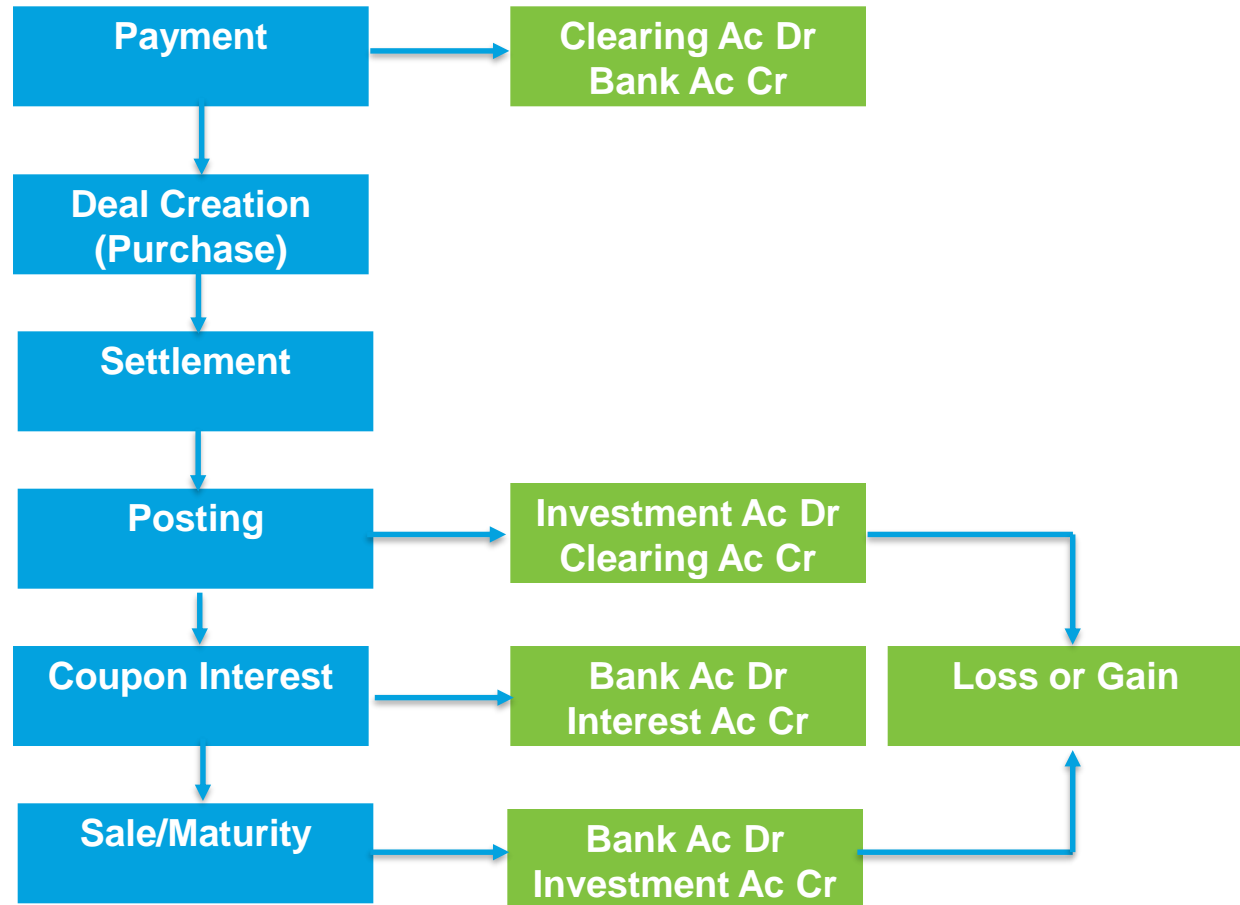 Payment
Clearing Ac Dr
Bank Ac Cr
Deal Creation
(Purchase)
Settlement
Posting
Investment Ac Dr
Clearing Ac Cr
Coupon Interest
Bank Ac Dr
Interest Ac Cr
Loss or Gain
Sale/Maturity
Bank Ac Dr
Investment Ac Cr